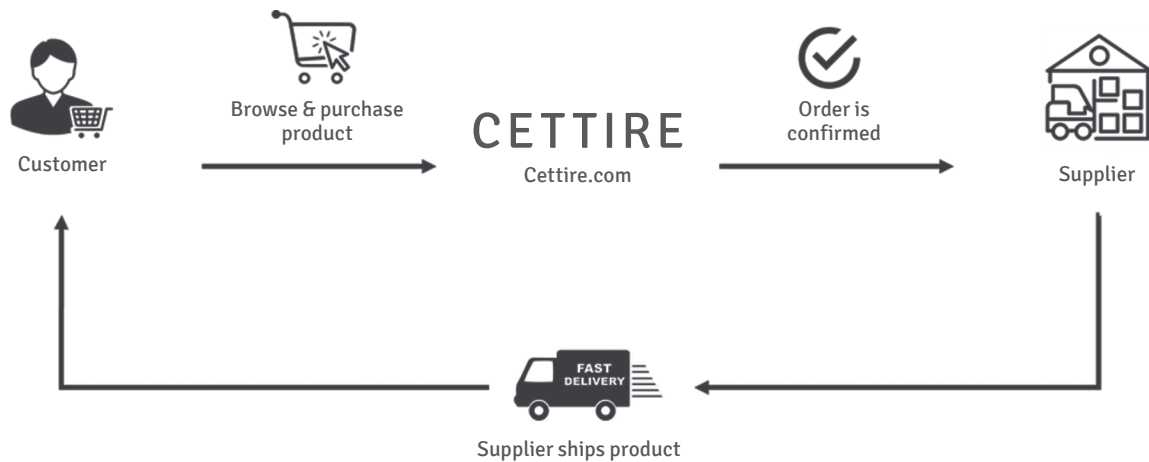 Browse & purchase
product
Order is
confirmed
CETTIRE
Cettire.com
Customer
Supplier
FAST
DELIVERY
Supplier ships product